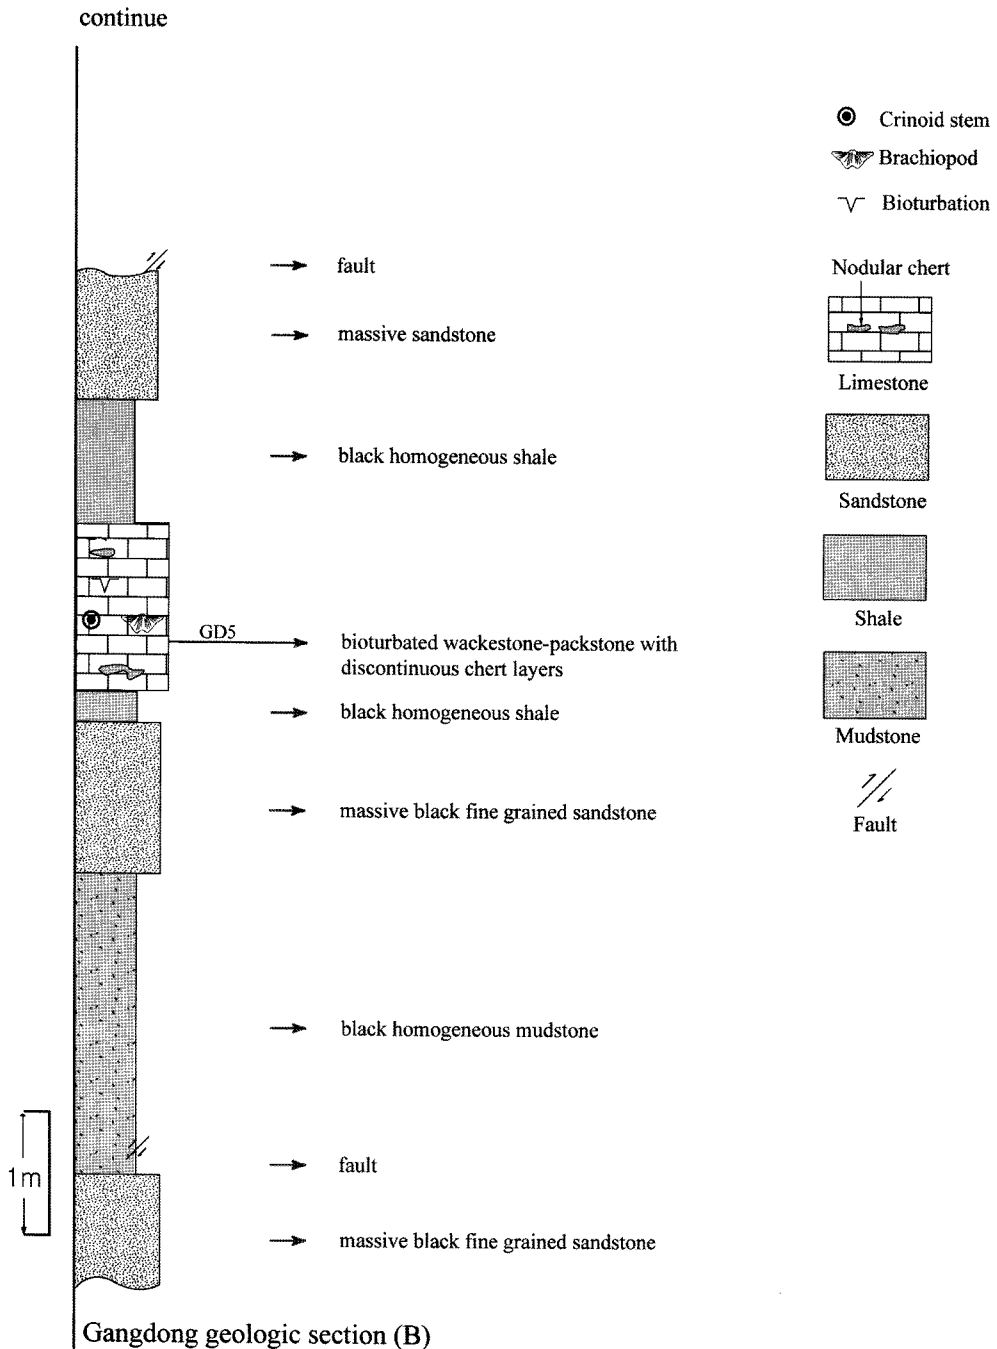 continue
fault
massive sandstone
black homogeneous shale
GD5
bioturbated wackestone-packstone with
discontinuous chert layers
black homogeneous shale
massive black fine grained sandstone
black homogeneous mudstone
1m
fault
massive black fine grained sandstone
Gangdong geologic section (B)
Crinoid stem
Brachiopod
Bioturbation
Nodular chert
Limestone
Sandstone
Shale
Mudstone
Fault